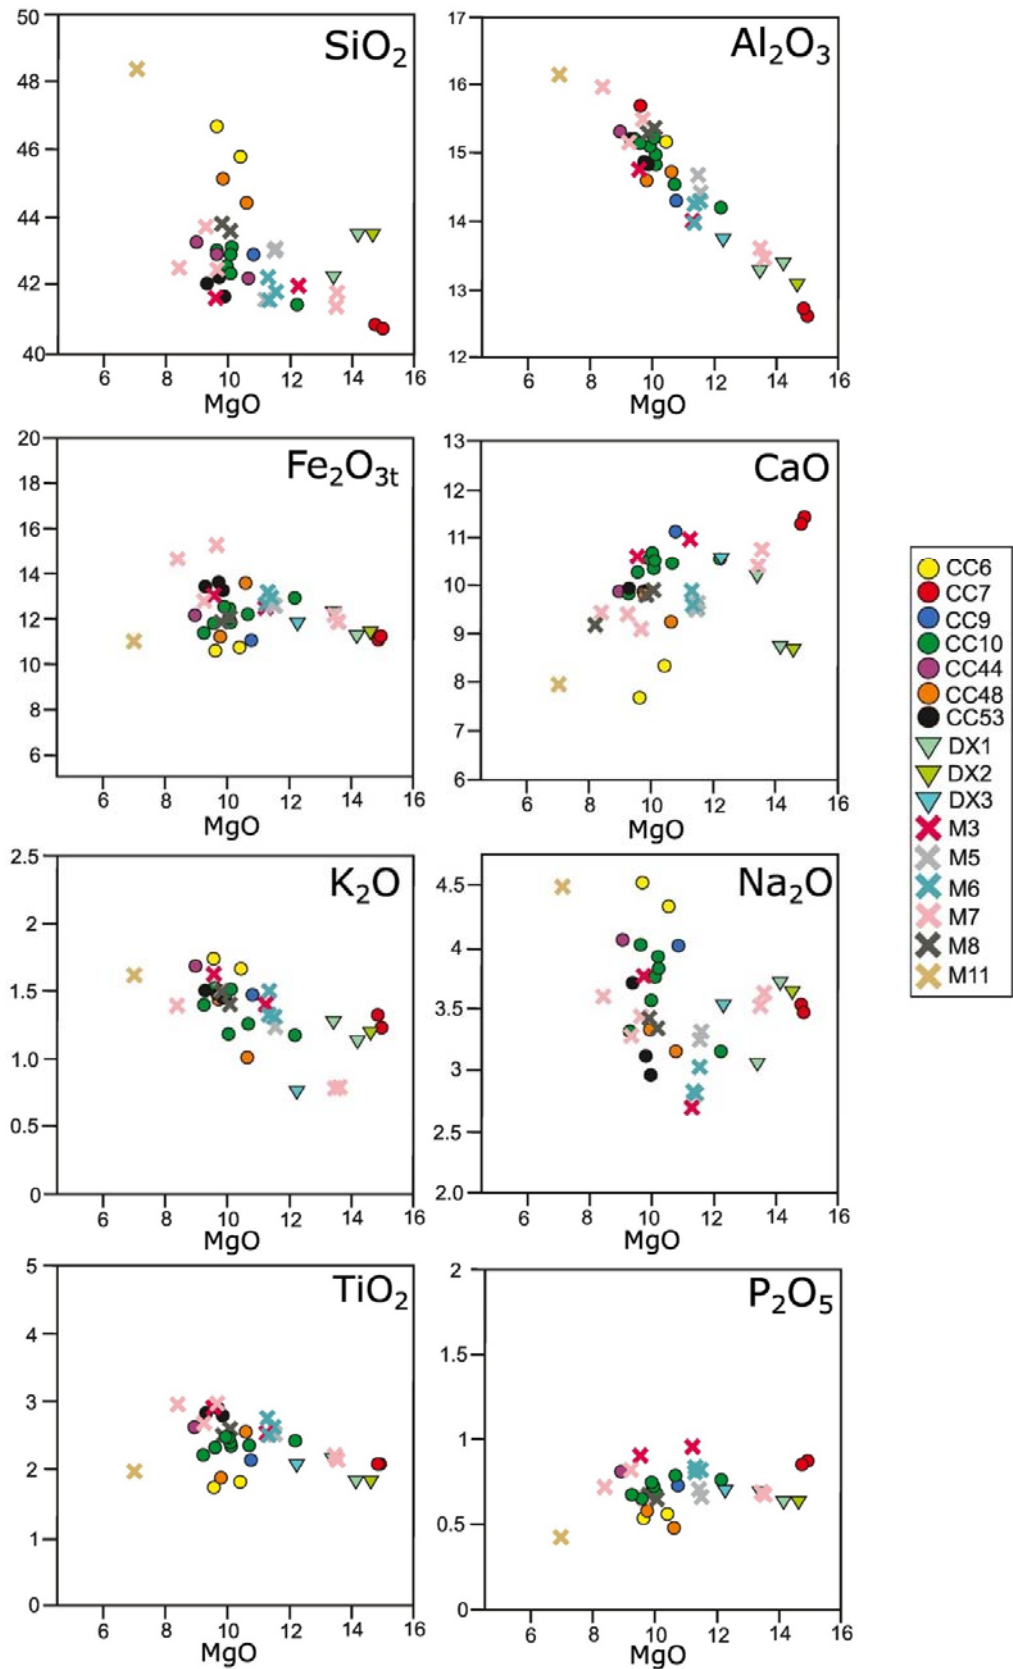 SiO₂
50
48
46
44
42
40
6 8 10 12 14 16
MgO
Al₂O₃
17
16
15
14
13
12
6 8 10 12 14 16
MgO
Fe₂O₃t
20
18
16
14
12
10
8
6
6 8 10 12 14 16
MgO
CaO
13
12
11
10
9
8
7
6
6 8 10 12 14 16
MgO
K₂O
2.5
2
1.5
1.0
0.5
0
6 8 10 12 14 16
MgO
Na₂O
4.5
4
3.5
3
2.5
2.0
6 8 10 12 14 16
MgO
TiO₂
5
4
3
2
1
0
6 8 10 12 14 16
MgO
P₂O₅
2
1.5
1
0.5
0
6 8 10 12 14 16
MgO
CC6
CC7
CC9
CC10
CC44
CC48
CC53
DX1
DX2
DX3
M3
M5
M6
M7
M8
M11